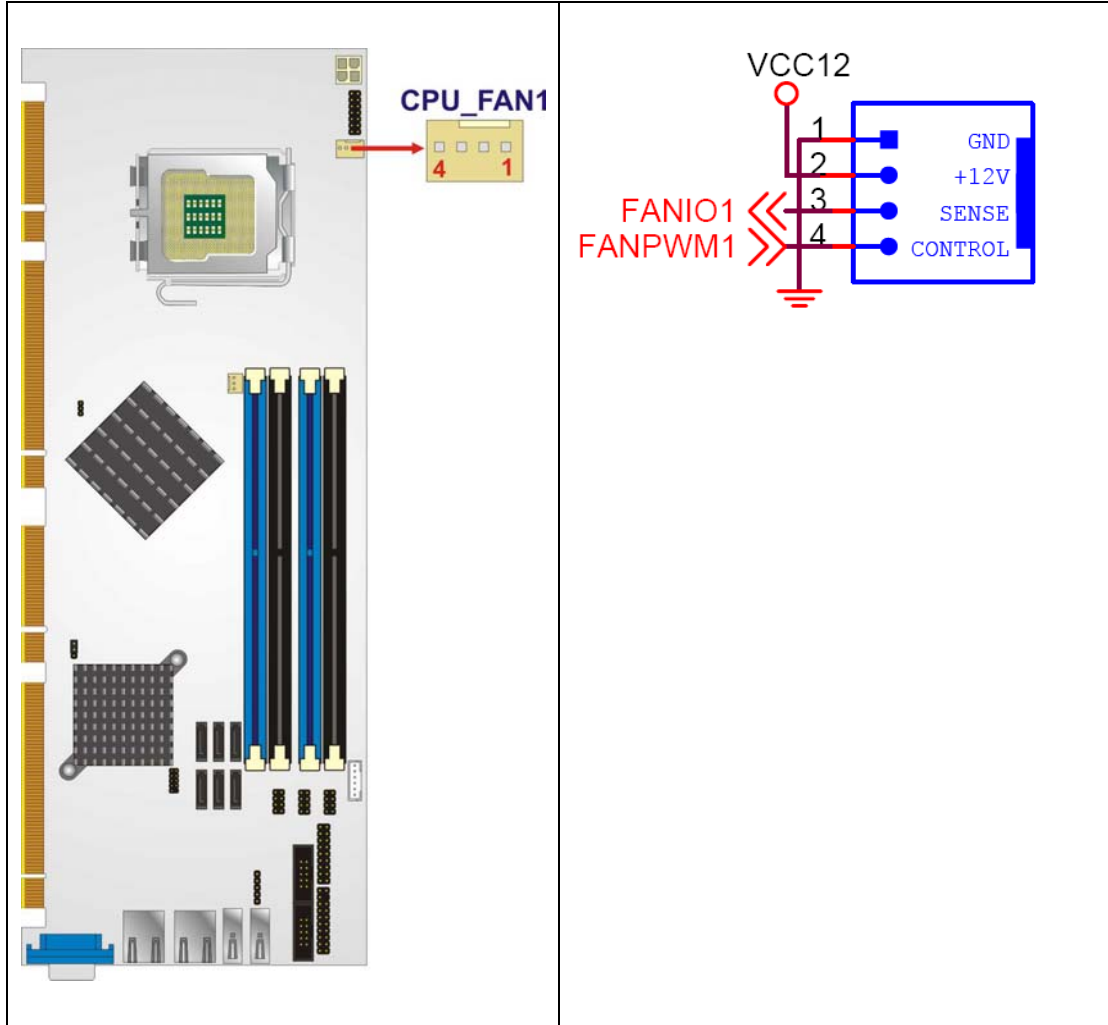 CPU_FAN1
4 1
VCC12
1 GND
2 +12V
FANIO1 3 SENSE
FANPWM1 4 CONTROL